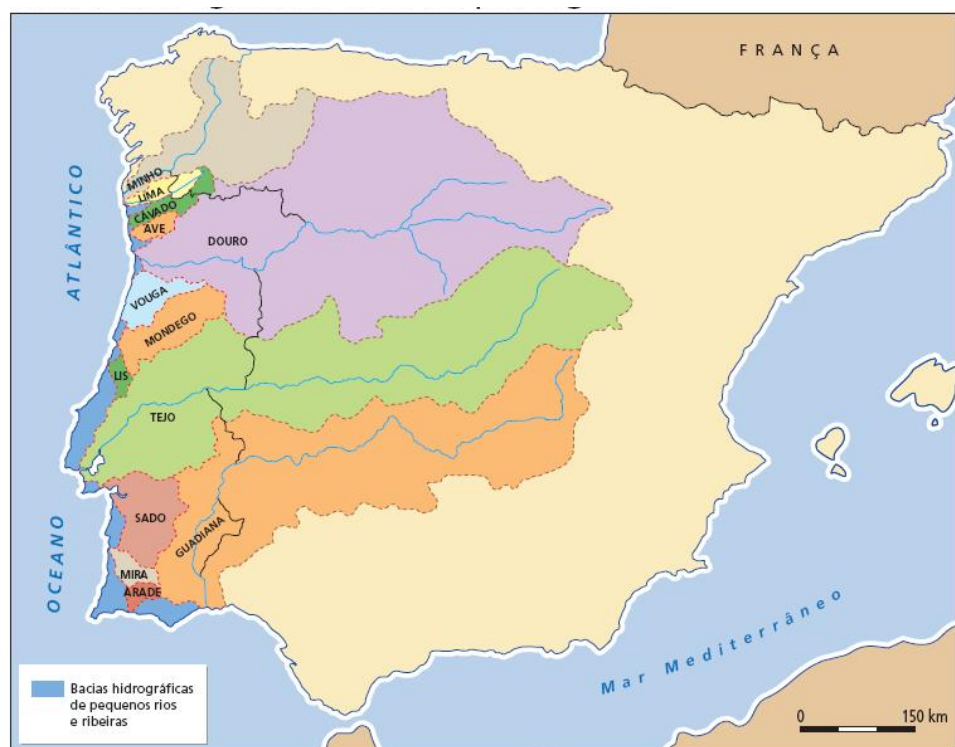 FRANÇA
ATLÂNTICO
MINHO
LIMA
CÁVADO
AVE
DOURO
VOUGA
MONDEGO
LIS
TEJO
SADO
GUADIANA
MIRA
ARADE
OCEANO
Mar Mediterrâneo
Bacias hidrográficas
de pequenos rios
e ribeiras
0 150 km